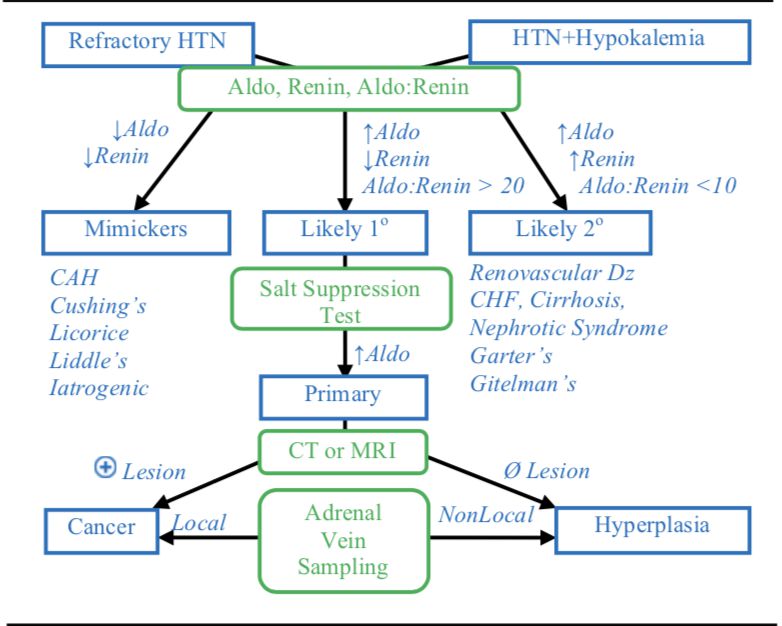 Refractory HTN
HTN+Hypokalemia
Aldo, Renin, Aldo:Renin
↓Aldo
↓Renin
↑Aldo
↓Renin
Aldo:Renin > 20
↑Aldo
↑Renin
Aldo:Renin <10
Mimickers
Likely 1°
Likely 2°
CAH
Cushing’s
Licorice
Liddle’s
Iatrogenic
Salt Suppression
Test
Renovascular Dz
CHF, Cirrhosis,
Nephrotic Syndrome
Garter’s
Gitelman’s
↑Aldo
Primary
CT or MRI
⊕ Lesion
Ø Lesion
Cancer
Local
Adrenal
Vein
Sampling
NonLocal
Hyperplasia